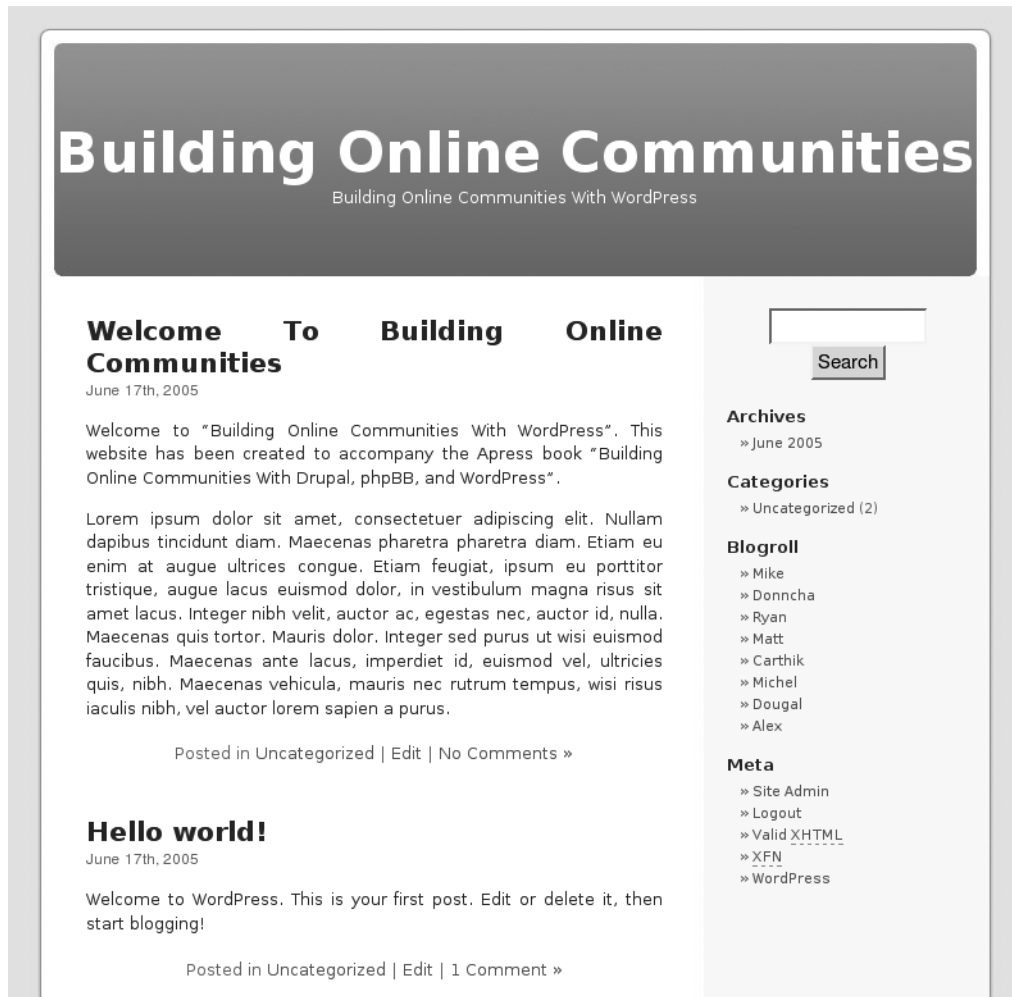 Building Online Communities
Building Online Communities With WordPress
Welcome To Building Online
Communities
June 17th, 2005
Welcome to “Building Online Communities With WordPress”. This
website has been created to accompany the Apress book “Building
Online Communities With Drupal, phpBB, and WordPress”.
Lorem ipsum dolor sit amet, consectetuer adipiscing elit. Nullam
dapibus tincidunt diam. Maecenas pharetra pharetra diam. Etiam eu
enim at augue ultrices congue. Etiam feugiat, ipsum eu porttitor
tristique, augue lacus euismod dolor, in vestibulum magna risus sit
amet lacus. Integer nibh velit, auctor ac, egestas nec, auctor id, nulla.
Maecenas quis tortor. Mauris dolor. Integer sed purus ut wisi euismod
faucibus. Maecenas ante lacus, imperdiet id, euismod vel, ultricies
quis, nibh. Maecenas vehicula, mauris nec rutrum tempus, wisi risus
iaculis nibh, vel auctor lorem sapien a purus.
Posted in Uncategorized | Edit | No Comments »
Hello world!
June 17th, 2005
Welcome to WordPress. This is your first post. Edit or delete it, then
start blogging!
Posted in Uncategorized | Edit | 1 Comment »
Search
Archives
» June 2005
Categories
» Uncategorized (2)
Blogroll
» Mike
» Donncha
» Ryan
» Matt
» Carthik
» Michel
» Dougal
» Alex
Meta
» Site Admin
» Logout
» Valid XHTML
» XFN
» WordPress